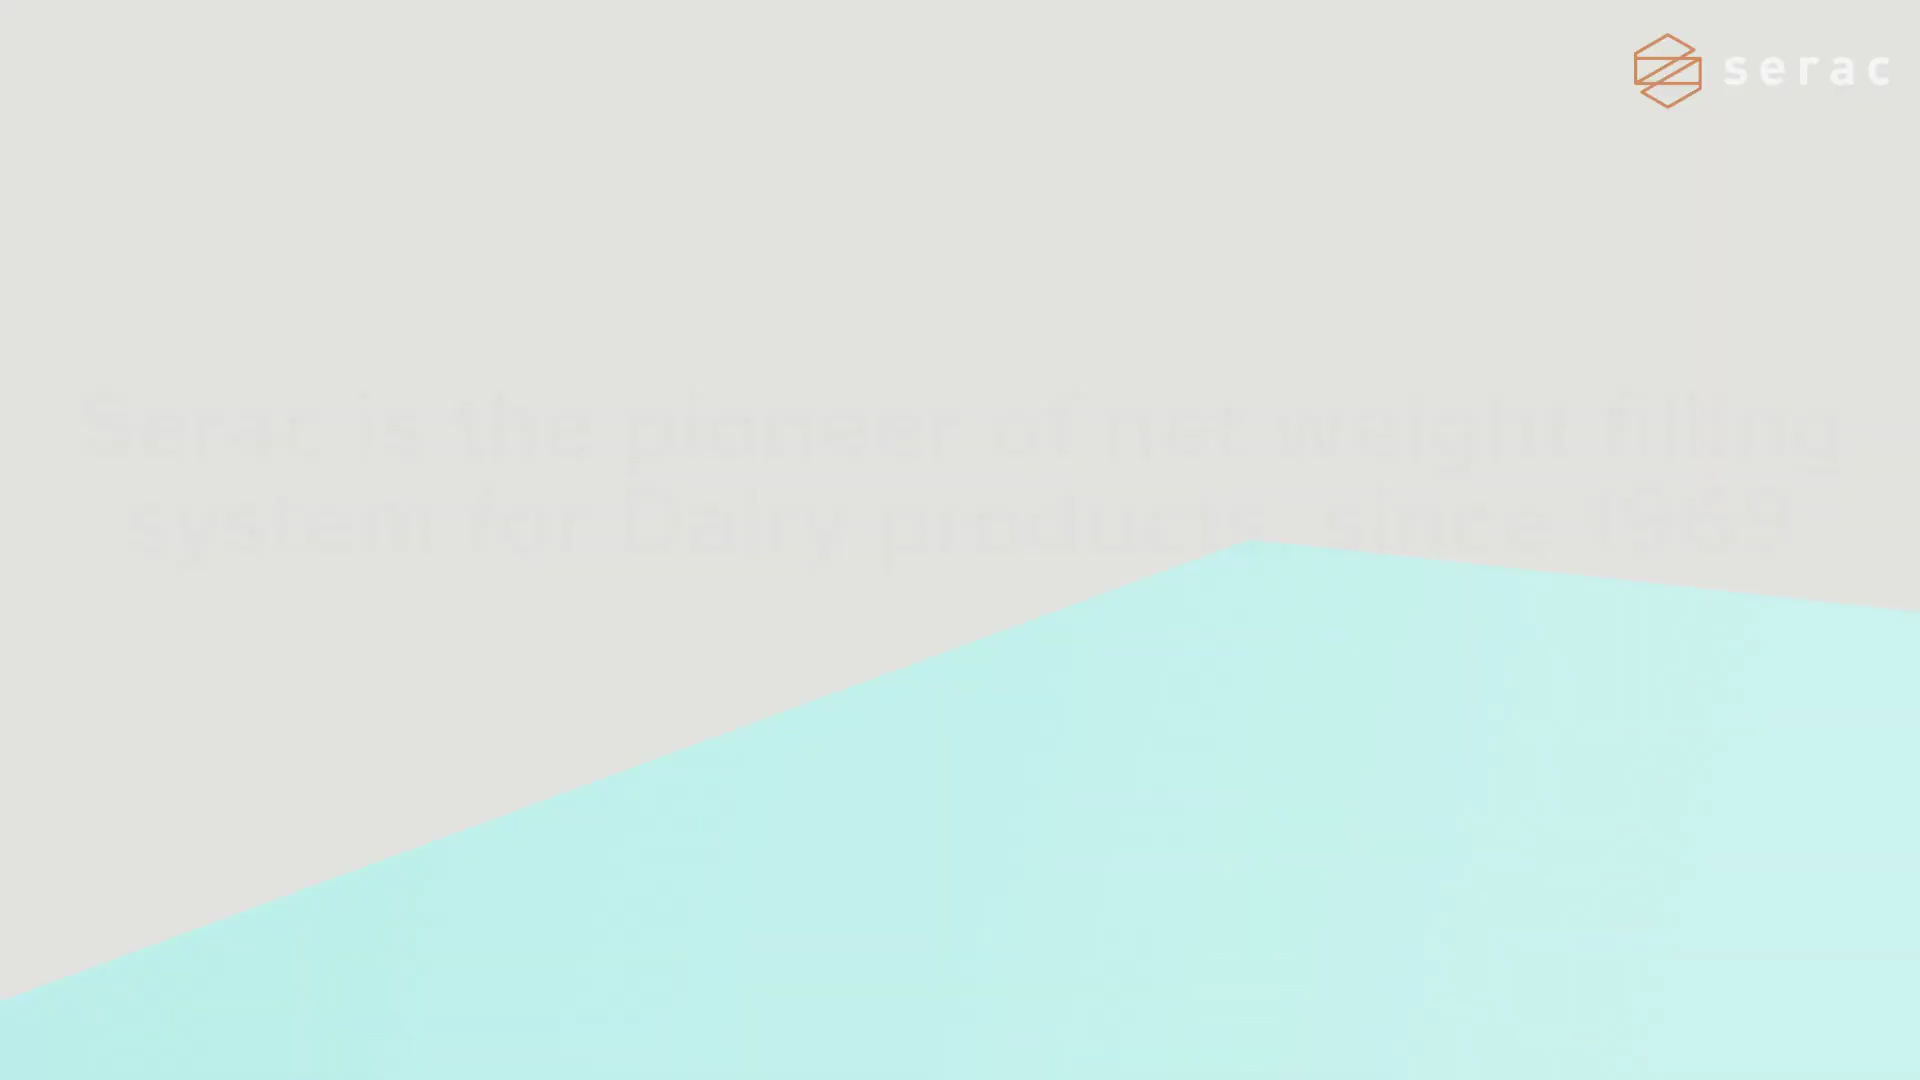 serac
Serac is the pioneer of net weight filling
system for Dairy products, since 1969